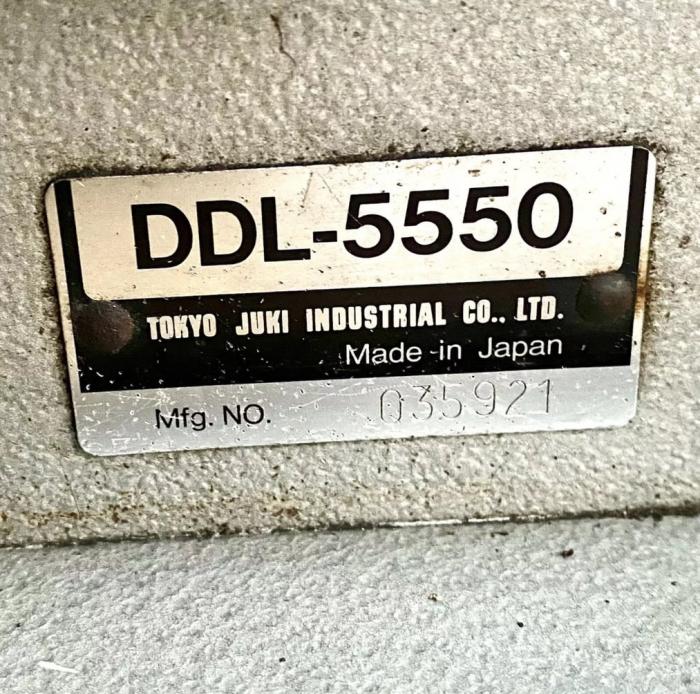 DDL-5550
TOKYO JUKI INDUSTRIAL CO., LTD.
Made in Japan
Mfg. NO. 035921